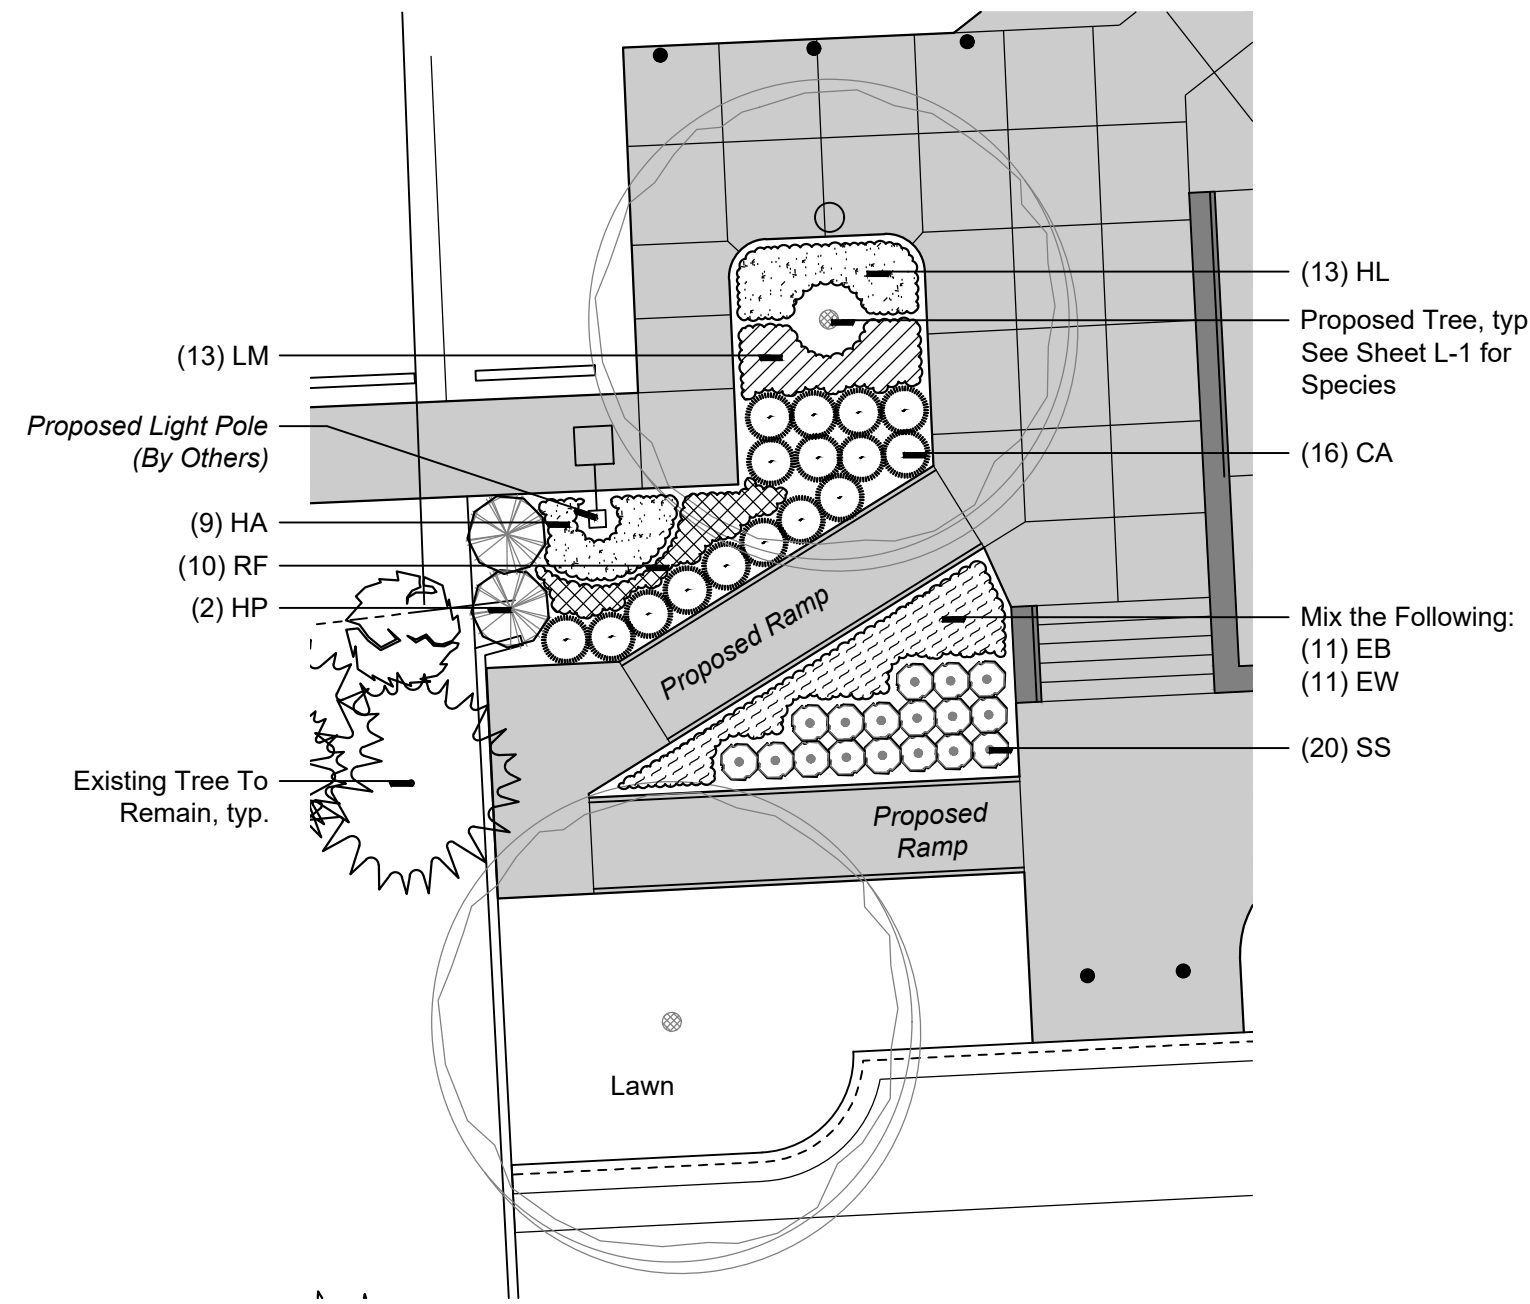 (13) HL
Proposed Tree, typ
See Sheet L-1 for
Species
(13) LM
Proposed Light Pole
(By Others)
(16) CA
(9) HA
(10) RF
(2) HP
Proposed Ramp
Mix the Following:
(11) EB
(11) EW
(20) SS
Existing Tree To
Remain, typ.
Proposed
Ramp
Lawn